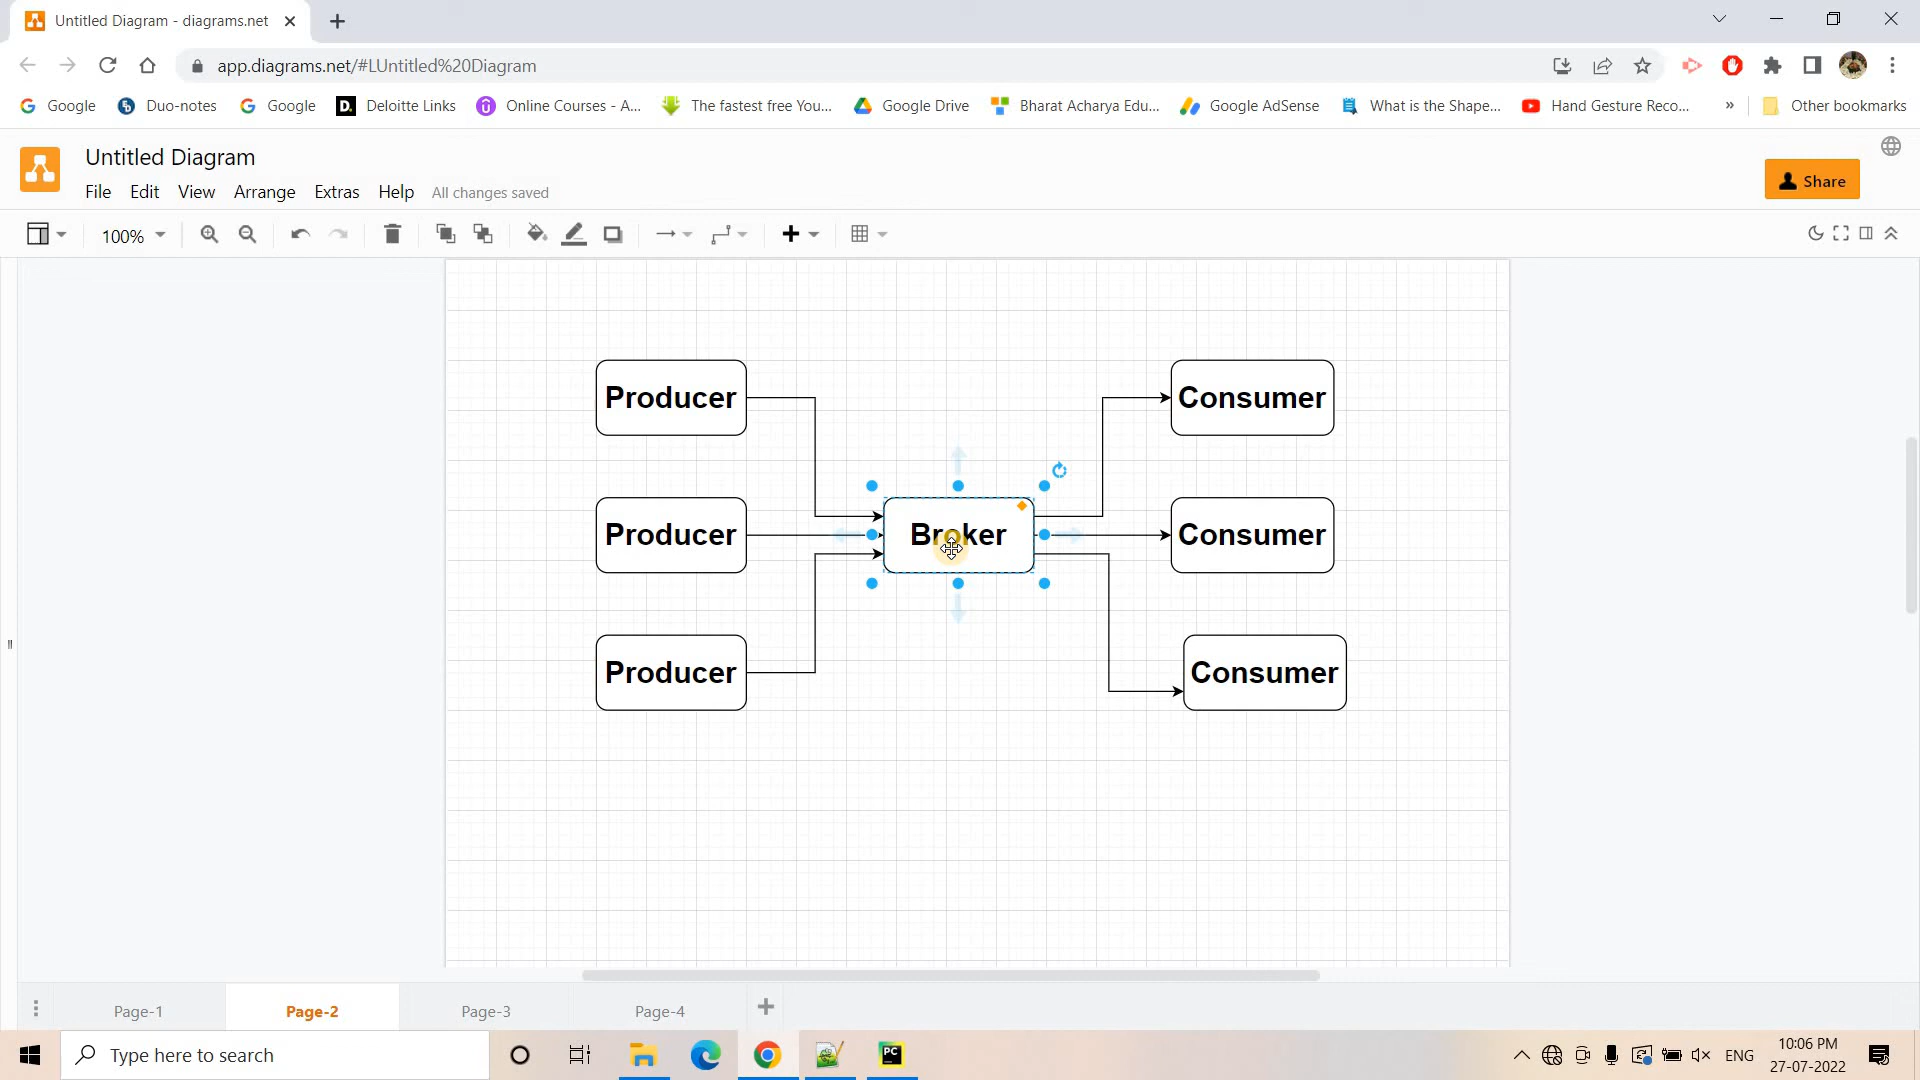 Untitled Diagram - diagrams.net
app.diagrams.net/#LUntitled%20Diagram
Google
Duo-notes
Google
Deloitte Links
Online Courses - A...
The fastest free You...
Google Drive
Bharat Acharya Edu...
Google AdSense
What is the Shape...
Hand Gesture Reco...
»
Other bookmarks
Untitled Diagram
File Edit View Arrange Extras Help All changes saved
Share
100%
Producer
Consumer
Producer
Broker
Consumer
Producer
Consumer
Page-1
Page-2
Page-3
Page-4
Type here to search
PC
ENG
10:06 PM
27-07-2022